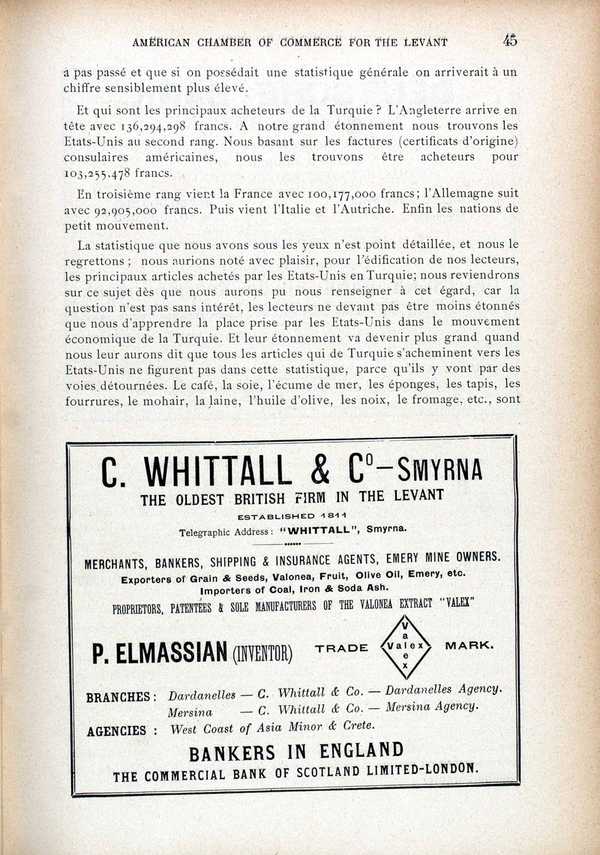 AMERICAN CHAMBER OF COMMERCE FOR THE LEVANT 45
a pas passé et que si on possédait une statistique générale on arriverait à un
chiffre sensiblement plus élevé.
Et qui sont les principaux acheteurs de la Turquie ? L'Angleterre arrive en
tête avec 136,294,298 francs. A notre grand étonnement nous trouvons les
Etats-Unis au second rang. Nous basant sur les factures (certificats d'origine)
consulaires américaines, nous les trouvons être acheteurs pour
103,255,478 francs.
En troisième rang vient la France avec 100,177,000 francs ; l'Allemagne suit
avec 92,905,000 francs. Puis vient l'Italie et l'Autriche. Enfin les nations de
petit mouvement.
La statistique que nous avons sous les yeux n'est point détaillée, et nous le
regrettons ; nous aurions noté avec plaisir, pour l'édification de nos lecteurs,
les principaux articles achetés par les Etats-Unis en Turquie; nous reviendrons
sur ce sujet dès que nous aurons pu nous renseigner à cet égard, car la
question n'est pas sans intérêt, les lecteurs ne devant pas être moins étonnés
que nous d'apprendre la place prise par les Etats-Unis dans le mouvement
économique de la Turquie. Et leur étonnement va devenir plus grand quand
nous leur aurons dit que tous les articles qui de Turquie s'acheminent vers les
Etats-Unis ne figurent pas dans cette statistique, parce qu'ils y vont par des
voies détournées. Le café, la soie, l'écume de mer, les éponges, les tapis, les
fourrures, le mohair, la laine, l'huile d'olive, les noix, le fromage, etc., sont
C. WHITTALL & Co – SMYRNA
THE OLDEST BRITISH FIRM IN THE LEVANT
ESTABLISHED 1811
Telegraphic Address : "WHITTALL", Smyrna.
MERCHANTS, BANKERS, SHIPPING & INSURANCE AGENTS, EMERY MINE OWNERS.
Exporters of Grain & Seeds, Valonea, Fruit, Olive Oil, Emery, etc.
Importers of Coal, Iron & Soda Ash.
PROPRIETORS, PATENTÉES & SOLE MANUFACTURERS OF THE VALONEA EXTRACT "VALEX"
P. ELMASSIAN (INVENTOR) TRADE Valex Valex MARK.
BRANCHES : Dardanelles — C. Whittall & Co. — Dardanelles Agency.
Mersina — C. Whittall & Co. — Mersina Agency.
AGENCIES : West Coast of Asia Minor & Crete.
BANKERS IN ENGLAND
THE COMMERCIAL BANK OF SCOTLAND LIMITED-LONDON.